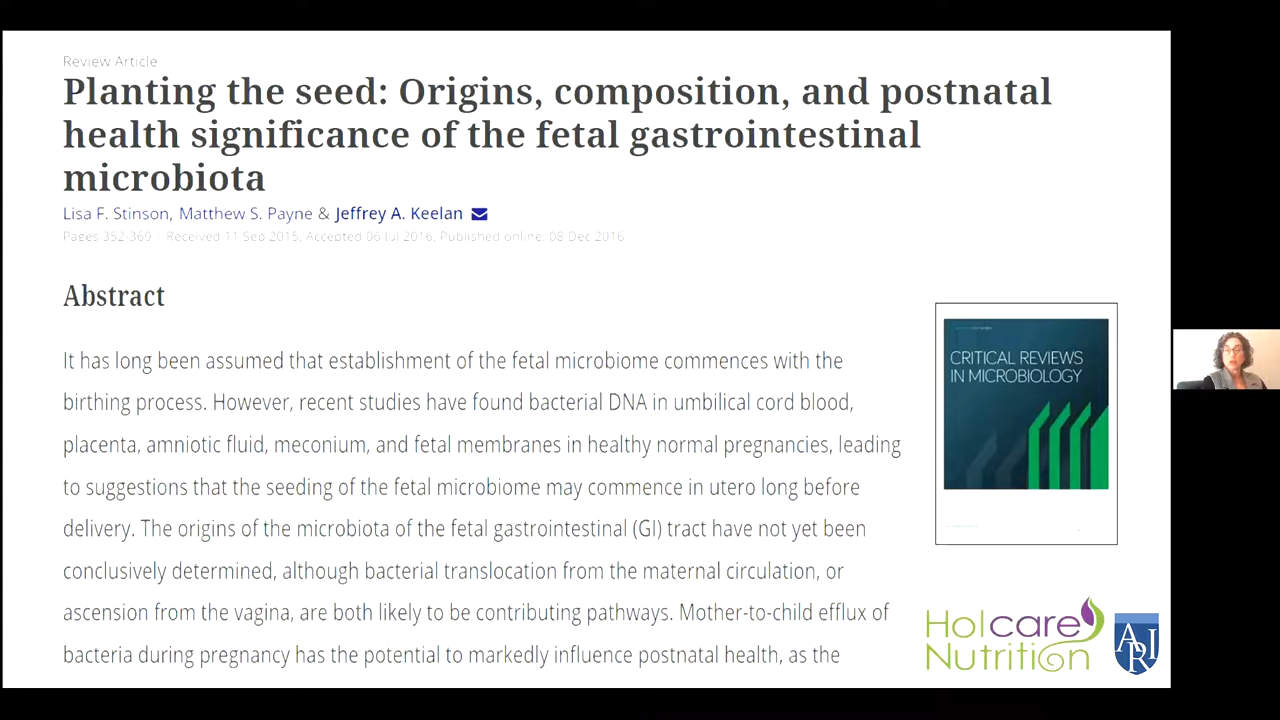 Review Article
Planting the seed: Origins, composition, and postnatal
health significance of the fetal gastrointestinal
microbiota
Lisa F. Stinson, Matthew S. Payne & Jeffrey A. Keelan
Pages 352-369 | Received 11 Sep 2015, Accepted 06 Jul 2016, Published online: 08 Dec 2016
Abstract
It has long been assumed that establishment of the fetal microbiome commences with the
birthing process. However, recent studies have found bacterial DNA in umbilical cord blood,
placenta, amniotic fluid, meconium, and fetal membranes in healthy normal pregnancies, leading
to suggestions that the seeding of the fetal microbiome may commence in utero long before
delivery. The origins of the microbiota of the fetal gastrointestinal (GI) tract have not yet been
conclusively determined, although bacterial translocation from the maternal circulation, or
ascension from the vagina, are both likely to be contributing pathways. Mother-to-child efflux of
bacteria during pregnancy has the potential to markedly influence postnatal health, as the
CRITICAL REVIEWS
IN MICROBIOLOGY
Holcare
Nutrition
ARI